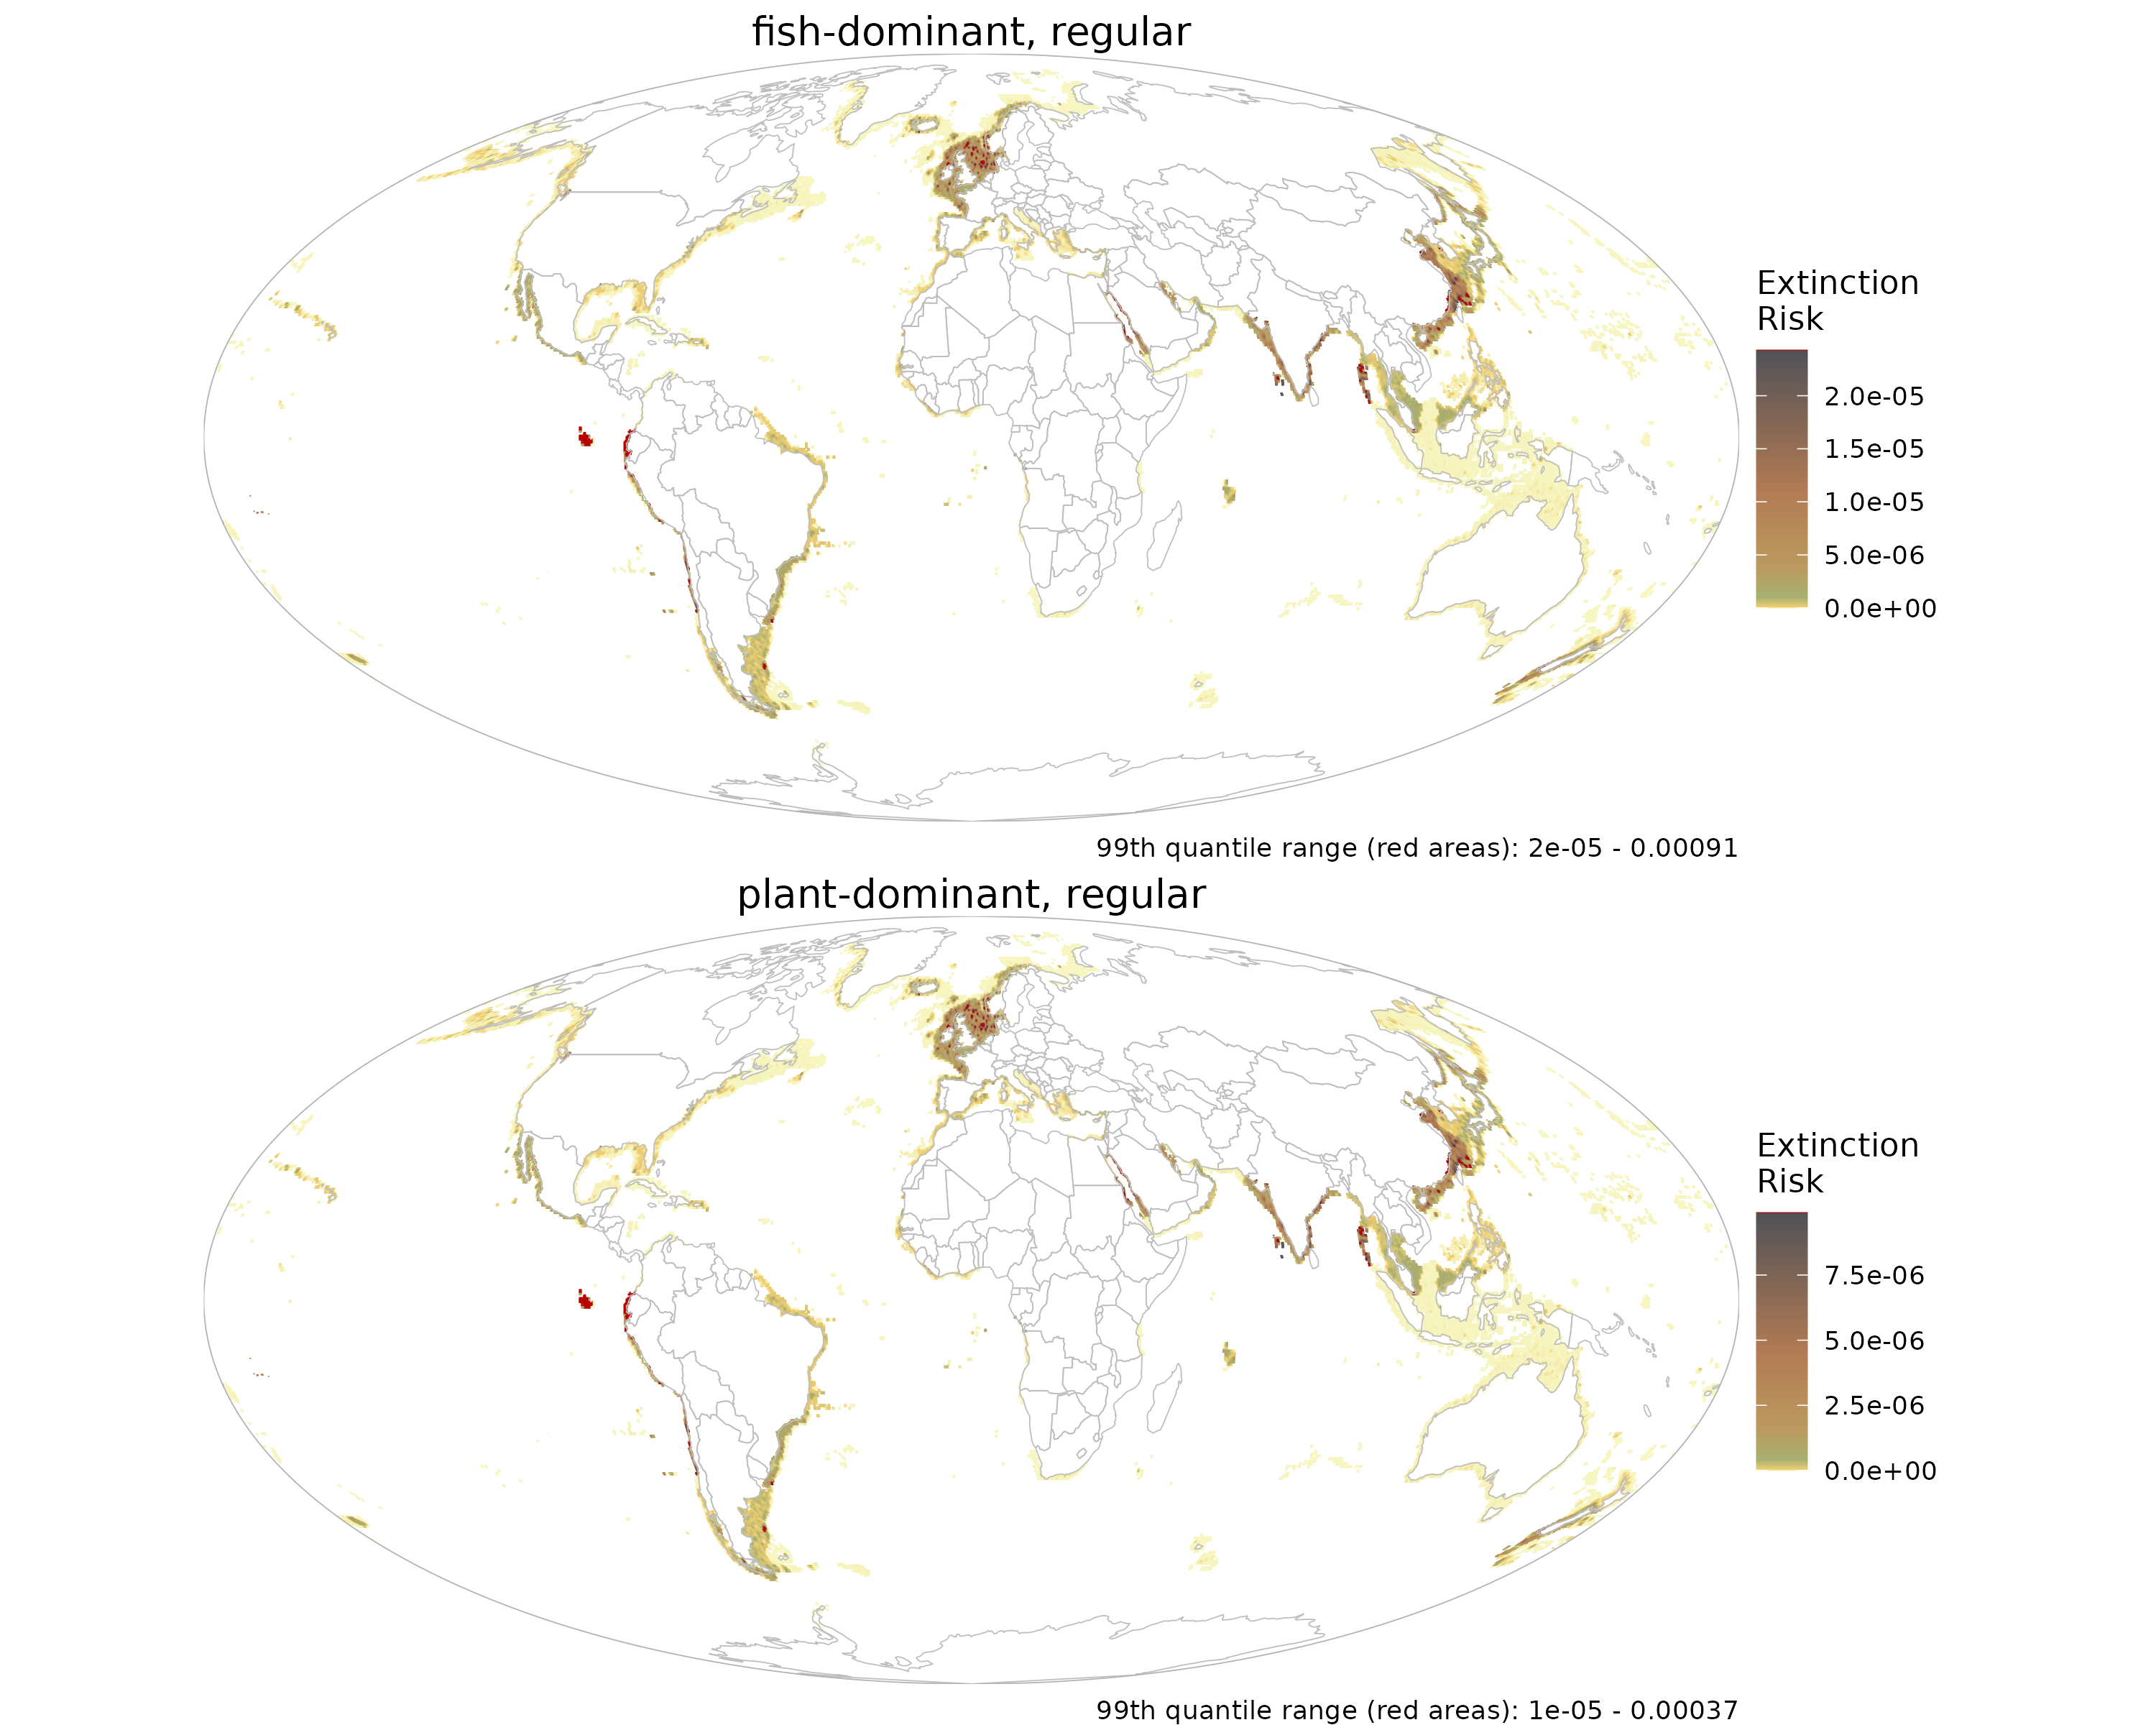 fish-dominant, regular
Extinction
Risk
2.0e-05
1.5e-05
1.0e-05
5.0e-06
0.0e+00
99th quantile range (red areas): 2e-05 - 0.00091
plant-dominant, regular
Extinction
Risk
7.5e-06
5.0e-06
2.5e-06
0.0e+00
99th quantile range (red areas): 1e-05 - 0.00037